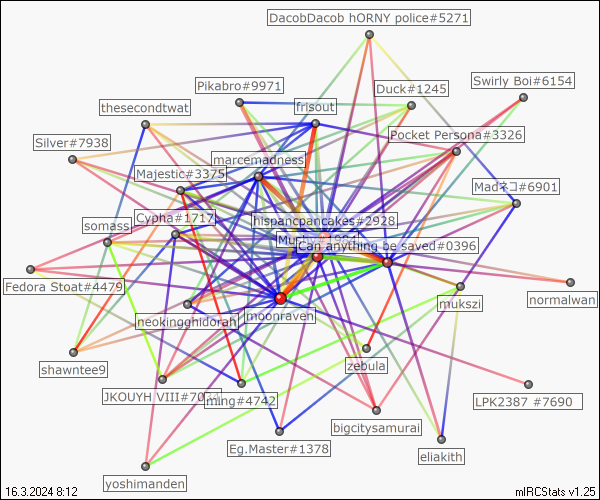 DacobDacob hORNY police#5271
Swirly Boi#6154
Pikabro#9971
Duck#1245
thesecondtwat
frisout
Pocket Persona#3326
Silver#7938
marcemadness
Majestic#3375
Madネコ#6901
Cypha#1717
hispancpancakes#2928
somass
Can anything be saved#0396
Fedora Stoat#4479
mukszi
normalwan
neokingghidorah
moonraven
shawntee9
zebula
JKOUYH VIII#70
ming#4742
LPK2387 #7690
bigcitysamurai
Eg.Master#1378
eliakith
yoshimanden
16.3.2024 8:12
mIRCStats v1.25